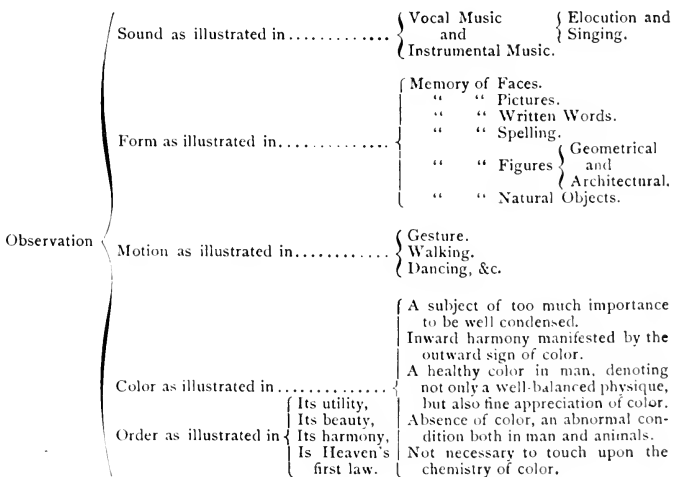 Sound as illustrated in.............
Vocal Music
and
Instrumental Music.
Elocution and
Singing.
Form as illustrated in..............
Memory of Faces.
“ “ Pictures.
“ “ Written Words.
“ “ Spelling.
“ “ Figures
Geometrical
and
Architectural.
“ “ Natural Objects.
Observation
Motion as illustrated in............
Gesture.
Walking.
Dancing, &c.
Color as illustrated in ..............
A subject of too much importance
to be well condensed.
Inward harmony manifested by the
outward sign of color.
A healthy color in man, denoting
not only a well-balanced physique,
but also fine appreciation of color.
Absence of color, an abnormal con-
dition both in man and animals.
Not necessary to touch upon the
chemistry of color.
Order as illustrated in
Its utility,
Its beauty,
Its harmony,
Is Heaven's
first law.